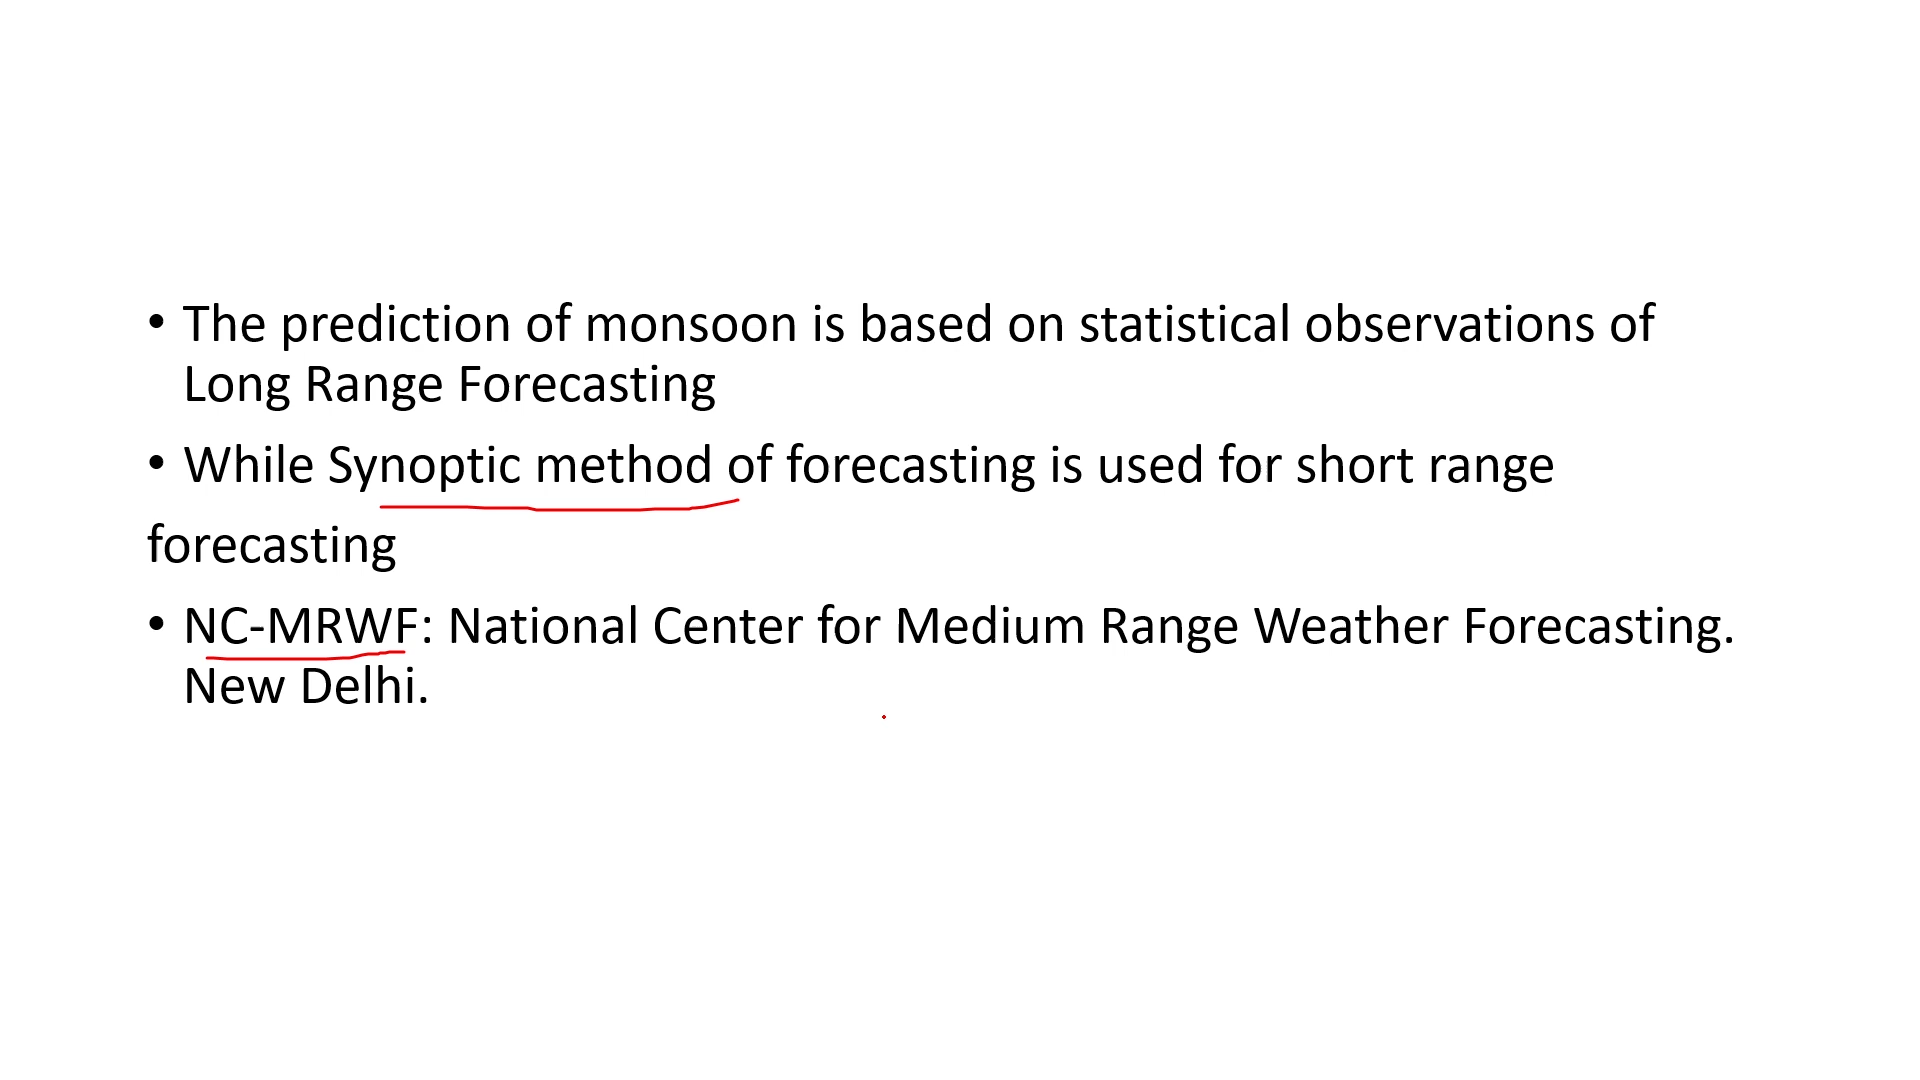 • The prediction of monsoon is based on statistical observations of
Long Range Forecasting
• While Synoptic method of forecasting is used for short range
forecasting
• NC-MRWF: National Center for Medium Range Weather Forecasting.
New Delhi.